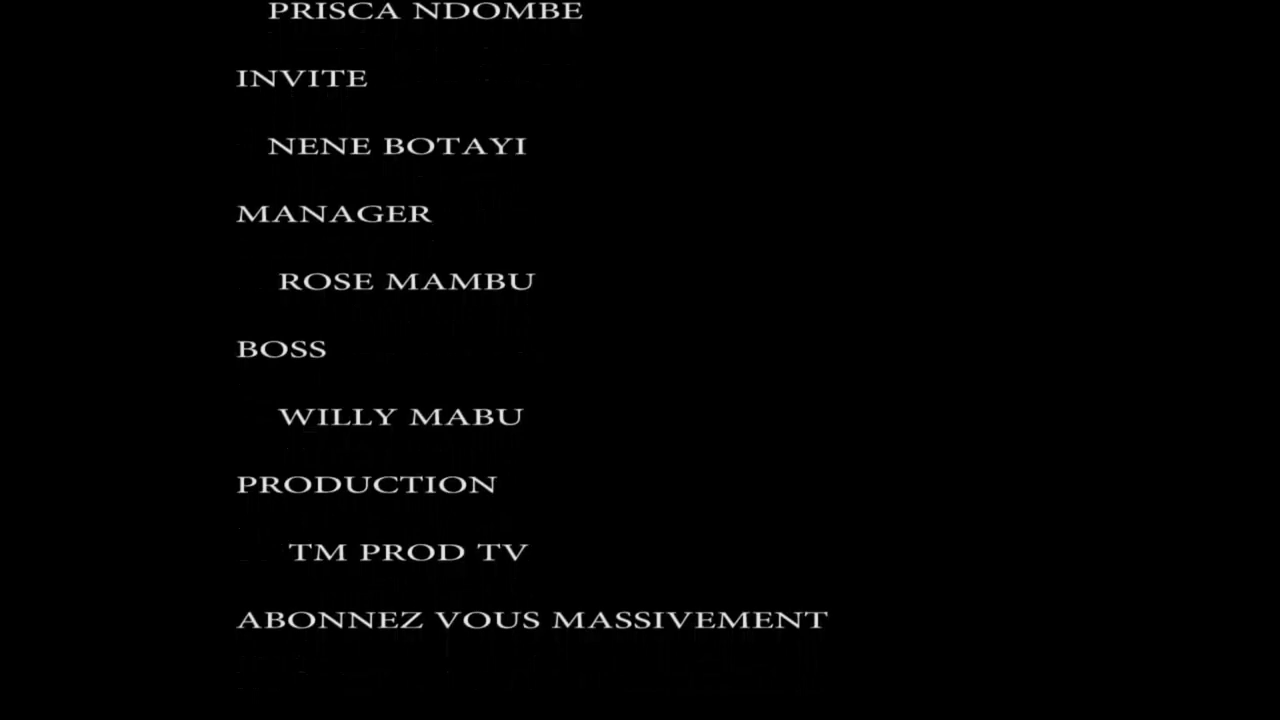 PRISCA NDOMBE
INVITE
NENE BOTAYI
MANAGER
ROSE MAMBU
BOSS
WILLY MABU
PRODUCTION
TM PROD TV
ABONNEZ VOUS MASSIVEMENT